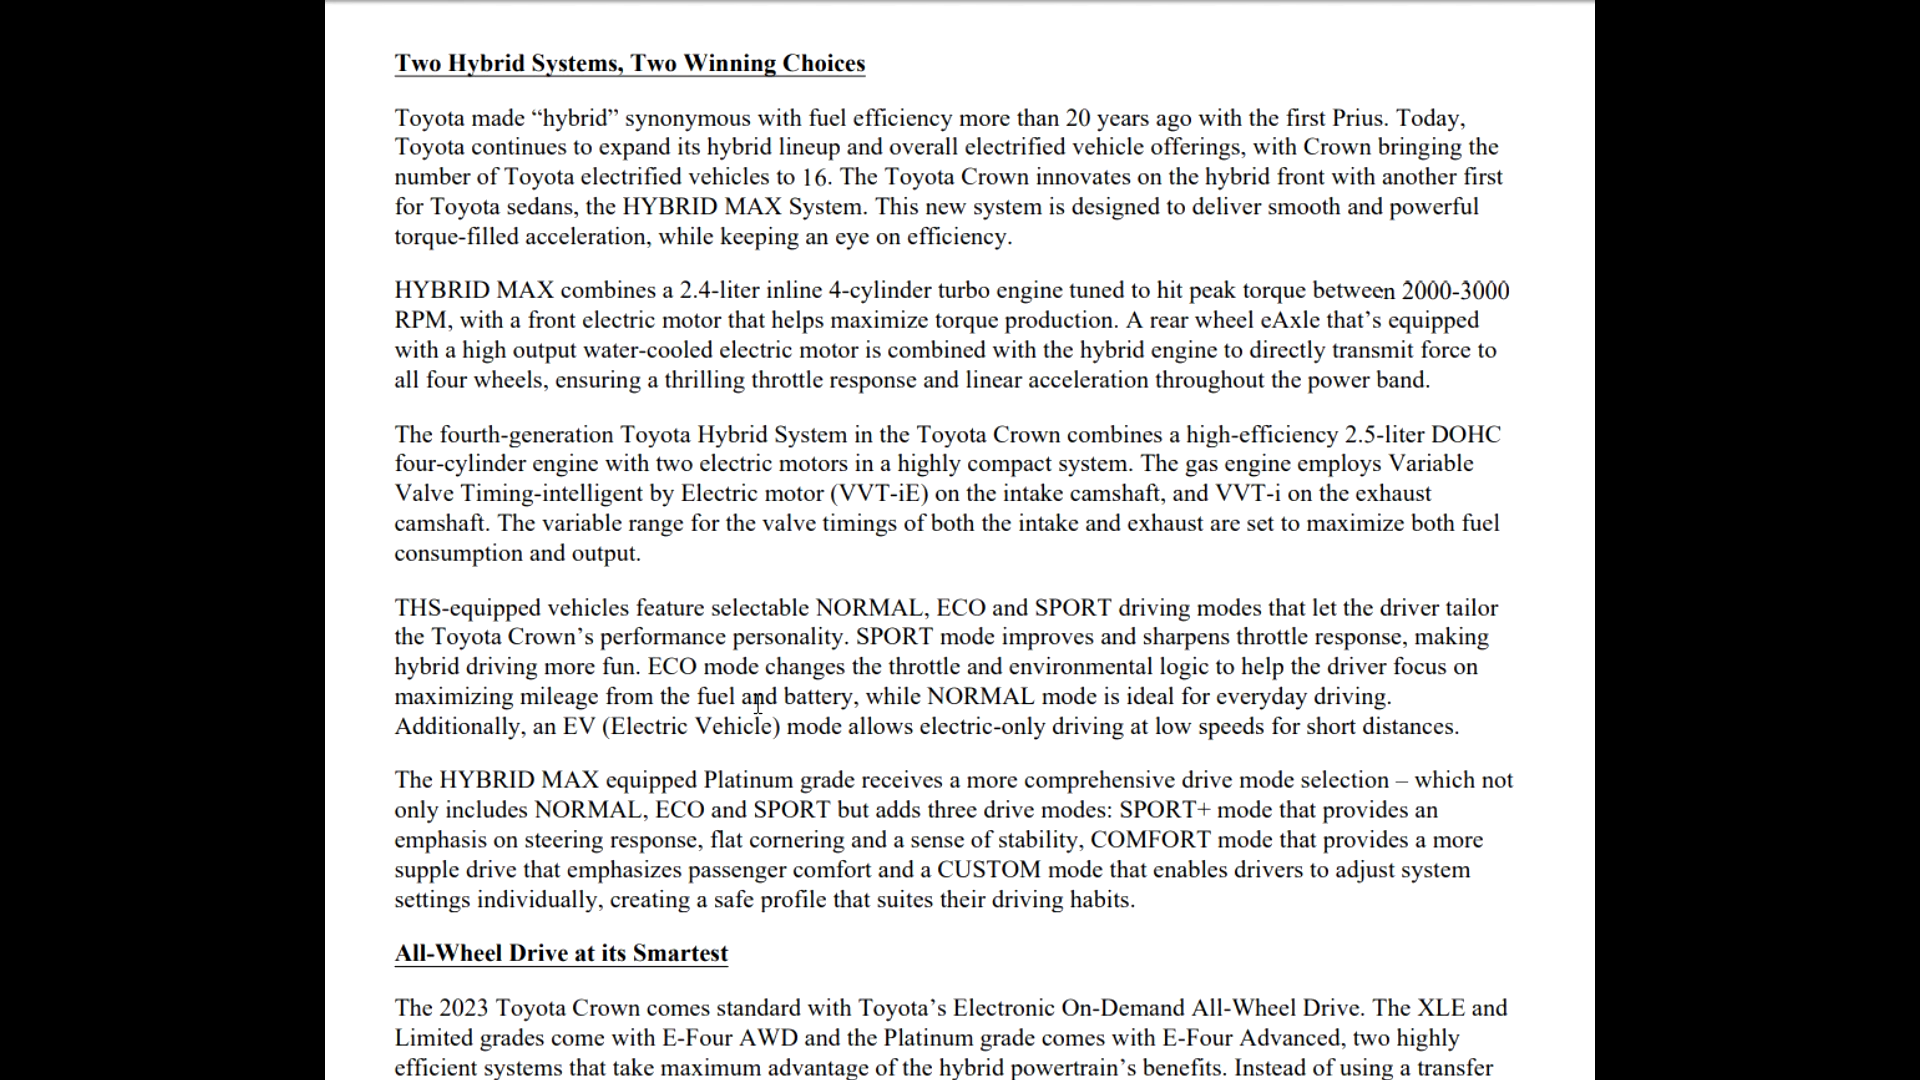 Two Hybrid Systems, Two Winning Choices
Toyota made “hybrid” synonymous with fuel efficiency more than 20 years ago with the first Prius. Today,
Toyota continues to expand its hybrid lineup and overall electrified vehicle offerings, with Crown bringing the
number of Toyota electrified vehicles to 16. The Toyota Crown innovates on the hybrid front with another first
for Toyota sedans, the HYBRID MAX System. This new system is designed to deliver smooth and powerful
torque-filled acceleration, while keeping an eye on efficiency.
HYBRID MAX combines a 2.4-liter inline 4-cylinder turbo engine tuned to hit peak torque between 2000-3000
RPM, with a front electric motor that helps maximize torque production. A rear wheel eAxle that’s equipped
with a high output water-cooled electric motor is combined with the hybrid engine to directly transmit force to
all four wheels, ensuring a thrilling throttle response and linear acceleration throughout the power band.
The fourth-generation Toyota Hybrid System in the Toyota Crown combines a high-efficiency 2.5-liter DOHC
four-cylinder engine with two electric motors in a highly compact system. The gas engine employs Variable
Valve Timing-intelligent by Electric motor (VVT-iE) on the intake camshaft, and VVT-i on the exhaust
camshaft. The variable range for the valve timings of both the intake and exhaust are set to maximize both fuel
consumption and output.
THS-equipped vehicles feature selectable NORMAL, ECO and SPORT driving modes that let the driver tailor
the Toyota Crown’s performance personality. SPORT mode improves and sharpens throttle response, making
hybrid driving more fun. ECO mode changes the throttle and environmental logic to help the driver focus on
maximizing mileage from the fuel and battery, while NORMAL mode is ideal for everyday driving.
Additionally, an EV (Electric Vehicle) mode allows electric-only driving at low speeds for short distances.
The HYBRID MAX equipped Platinum grade receives a more comprehensive drive mode selection – which not
only includes NORMAL, ECO and SPORT but adds three drive modes: SPORT+ mode that provides an
emphasis on steering response, flat cornering and a sense of stability, COMFORT mode that provides a more
supple drive that emphasizes passenger comfort and a CUSTOM mode that enables drivers to adjust system
settings individually, creating a safe profile that suites their driving habits.
All-Wheel Drive at its Smartest
The 2023 Toyota Crown comes standard with Toyota’s Electronic On-Demand All-Wheel Drive. The XLE and
Limited grades come with E-Four AWD and the Platinum grade comes with E-Four Advanced, two highly
efficient systems that take maximum advantage of the hybrid powertrain’s benefits. Instead of using a transfer